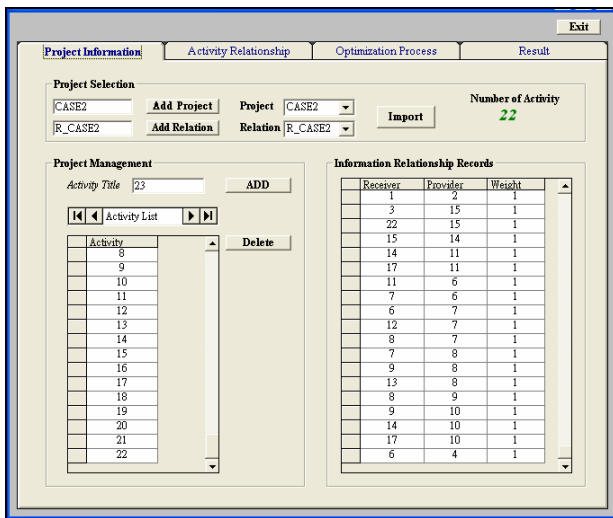 Exit
Project Information Activity Relationship Optimization Process Result
Project Selection
CASE2 Add Project Project CASE2 Import Number of Activity
R_CASE2 Add Relation Relation R_CASE2 22
Project Management
Activity Title 23 ADD
Activity List
Delete
Activity
8
9
10
11
12
13
14
15
16
17
18
19
20
21
22
Information Relationship Records
Receiver Provider Weight
1 2 1
3 15 1
22 15 1
15 14 1
14 11 1
17 11 1
11 6 1
7 6 1
6 7 1
12 7 1
8 7 1
7 8 1
9 8 1
13 8 1
8 9 1
9 10 1
14 10 1
17 10 1
6 4 1